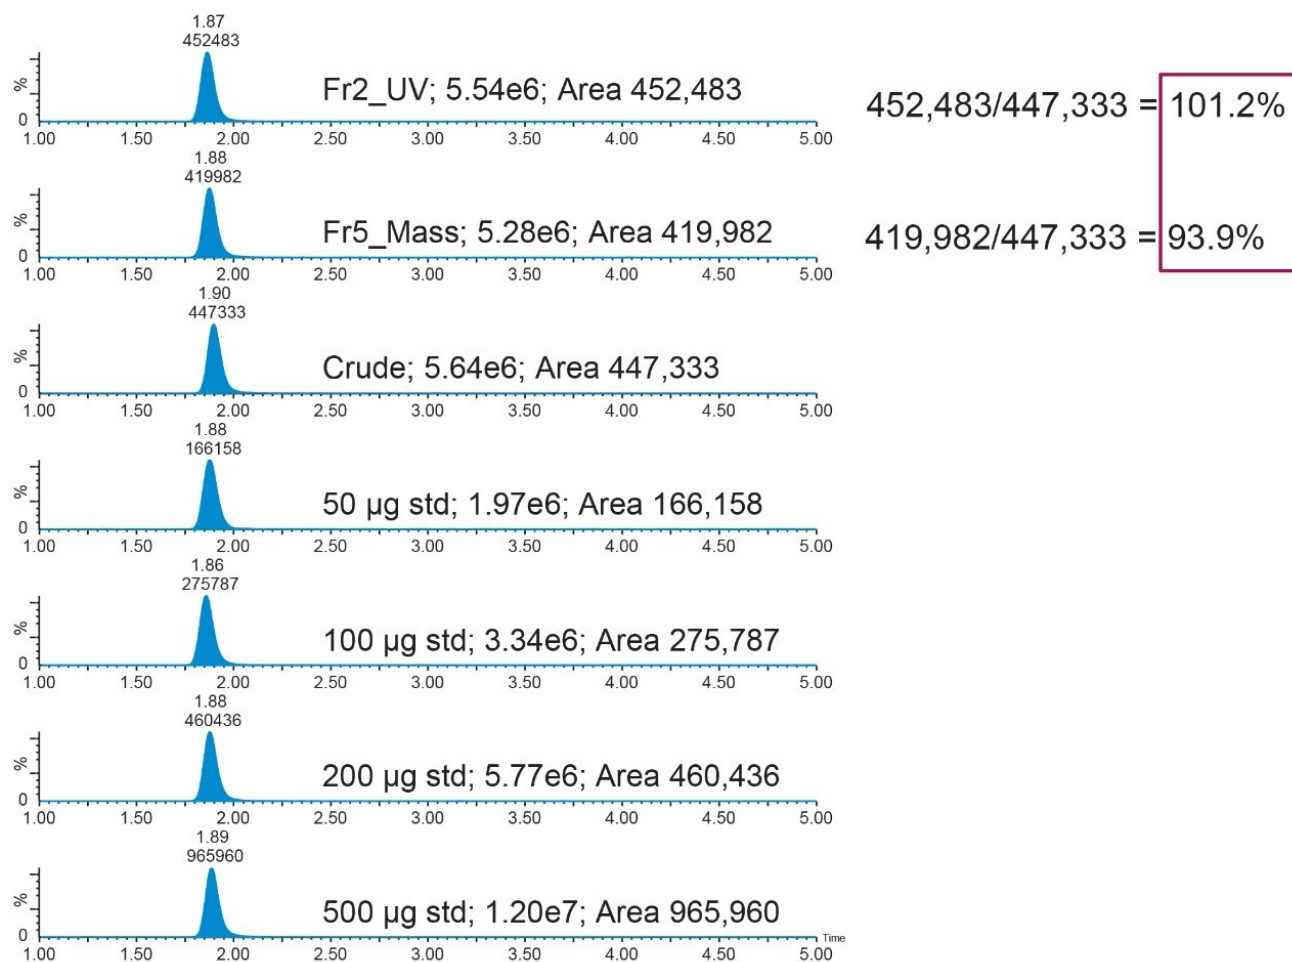 1.87
452483
%
0
Fr2_UV; 5.54e6; Area 452,483
452,483/447,333 = 101.2%
1.00 1.50 2.00 2.50 3.00 3.50 4.00 4.50 5.00
1.88
419982
%
0
Fr5_Mass; 5.28e6; Area 419,982
419,982/447,333 = 93.9%
1.00 1.50 2.00 2.50 3.00 3.50 4.00 4.50 5.00
1.90
447333
%
0
Crude; 5.64e6; Area 447,333
1.00 1.50 2.00 2.50 3.00 3.50 4.00 4.50 5.00
1.88
166158
%
0
50 µg std; 1.97e6; Area 166,158
1.00 1.50 2.00 2.50 3.00 3.50 4.00 4.50 5.00
1.86
275787
%
0
100 µg std; 3.34e6; Area 275,787
1.00 1.50 2.00 2.50 3.00 3.50 4.00 4.50 5.00
1.88
460436
%
0
200 µg std; 5.77e6; Area 460,436
1.00 1.50 2.00 2.50 3.00 3.50 4.00 4.50 5.00
1.89
965960
%
0
500 µg std; 1.20e7; Area 965,960
Time
1.00 1.50 2.00 2.50 3.00 3.50 4.00 4.50 5.00